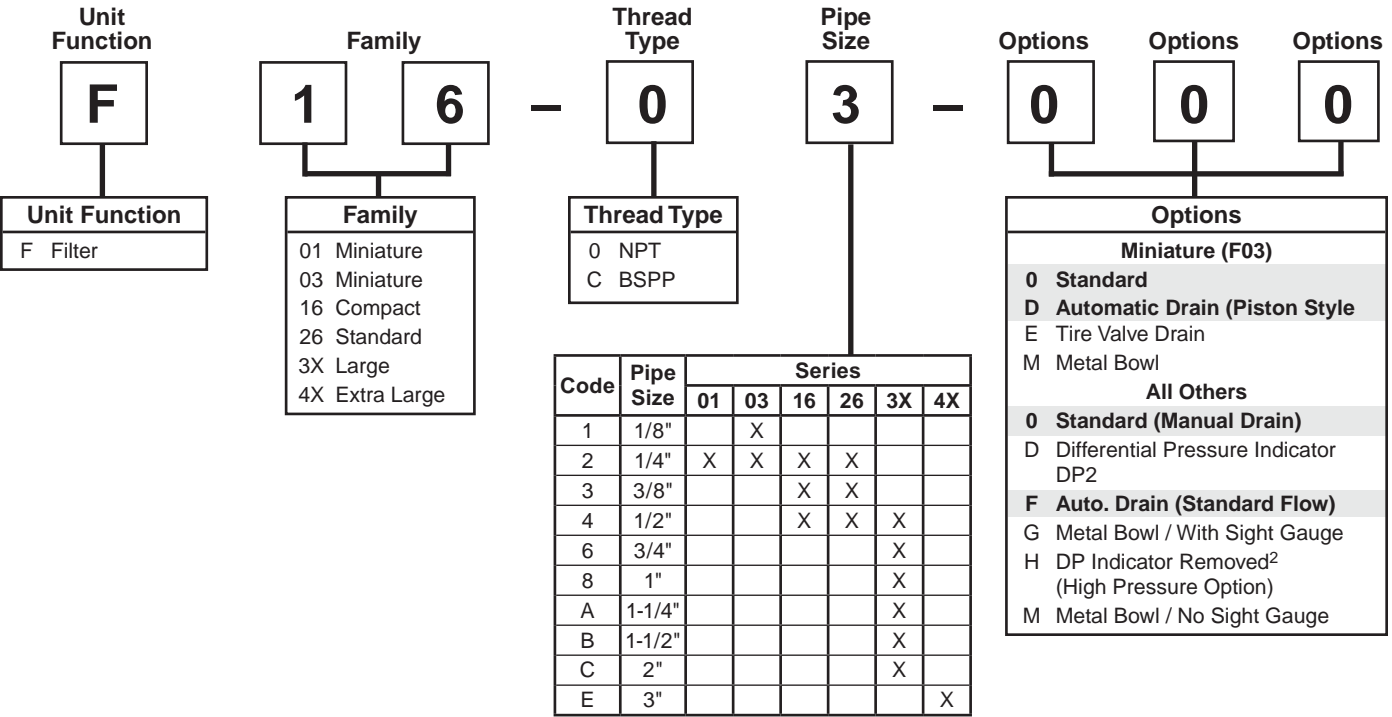 Unit Function
Family
Thread Type
Pipe Size
Options
Options
Options
F
1
6
–
0
3
–
0
0
0
Unit Function
F Filter
Family
01 Miniature
03 Miniature
16 Compact
26 Standard
3X Large
4X Extra Large
Thread Type
0 NPT
C BSPP
Code Pipe Size Series
01 03 16 26 3X 4X
1 1/8" X
2 1/4" X X X X
3 3/8" X X
4 1/2" X X X
6 3/4" X
8 1" X
A 1-1/4" X
B 1-1/2" X
C 2" X
E 3" X
Options
Miniature (F03)
0 Standard
D Automatic Drain (Piston Style
E Tire Valve Drain
M Metal Bowl
All Others
0 Standard (Manual Drain)
D Differential Pressure Indicator
DP2
F Auto. Drain (Standard Flow)
G Metal Bowl / With Sight Gauge
H DP Indicator Removed2
(High Pressure Option)
M Metal Bowl / No Sight Gauge